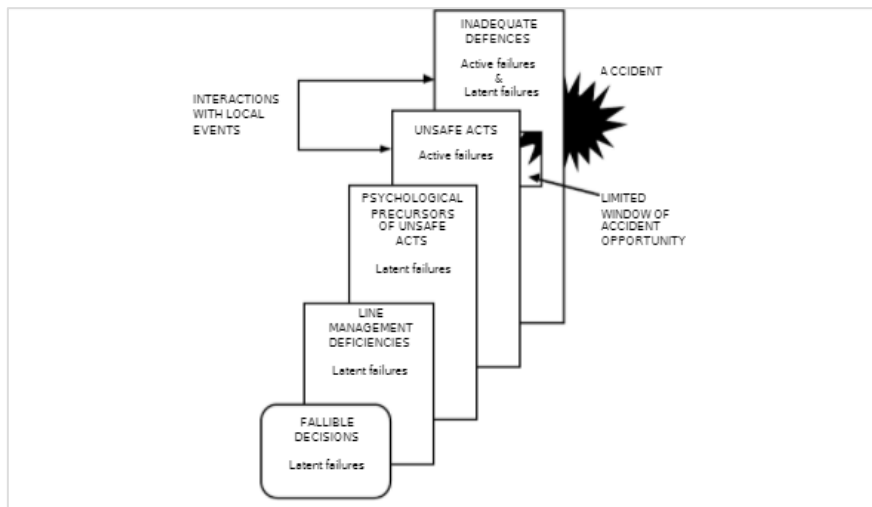 INADEQUATE
DEFENCES
Active failures
&
Latent failures
ACCIDENT
INTERACTIONS
WITH LOCAL
EVENTS
UNSAFE ACTS
Active failures
PSYCHOLOGICAL
PRECURSORS
OF UNSAFE
ACTS
Latent failures
LIMITED
WINDOW OF
ACCIDENT
OPPORTUNITY
LINE
MANAGEMENT
DEFICIENCIES
Latent failures
FALLIBLE
DECISIONS
Latent failures